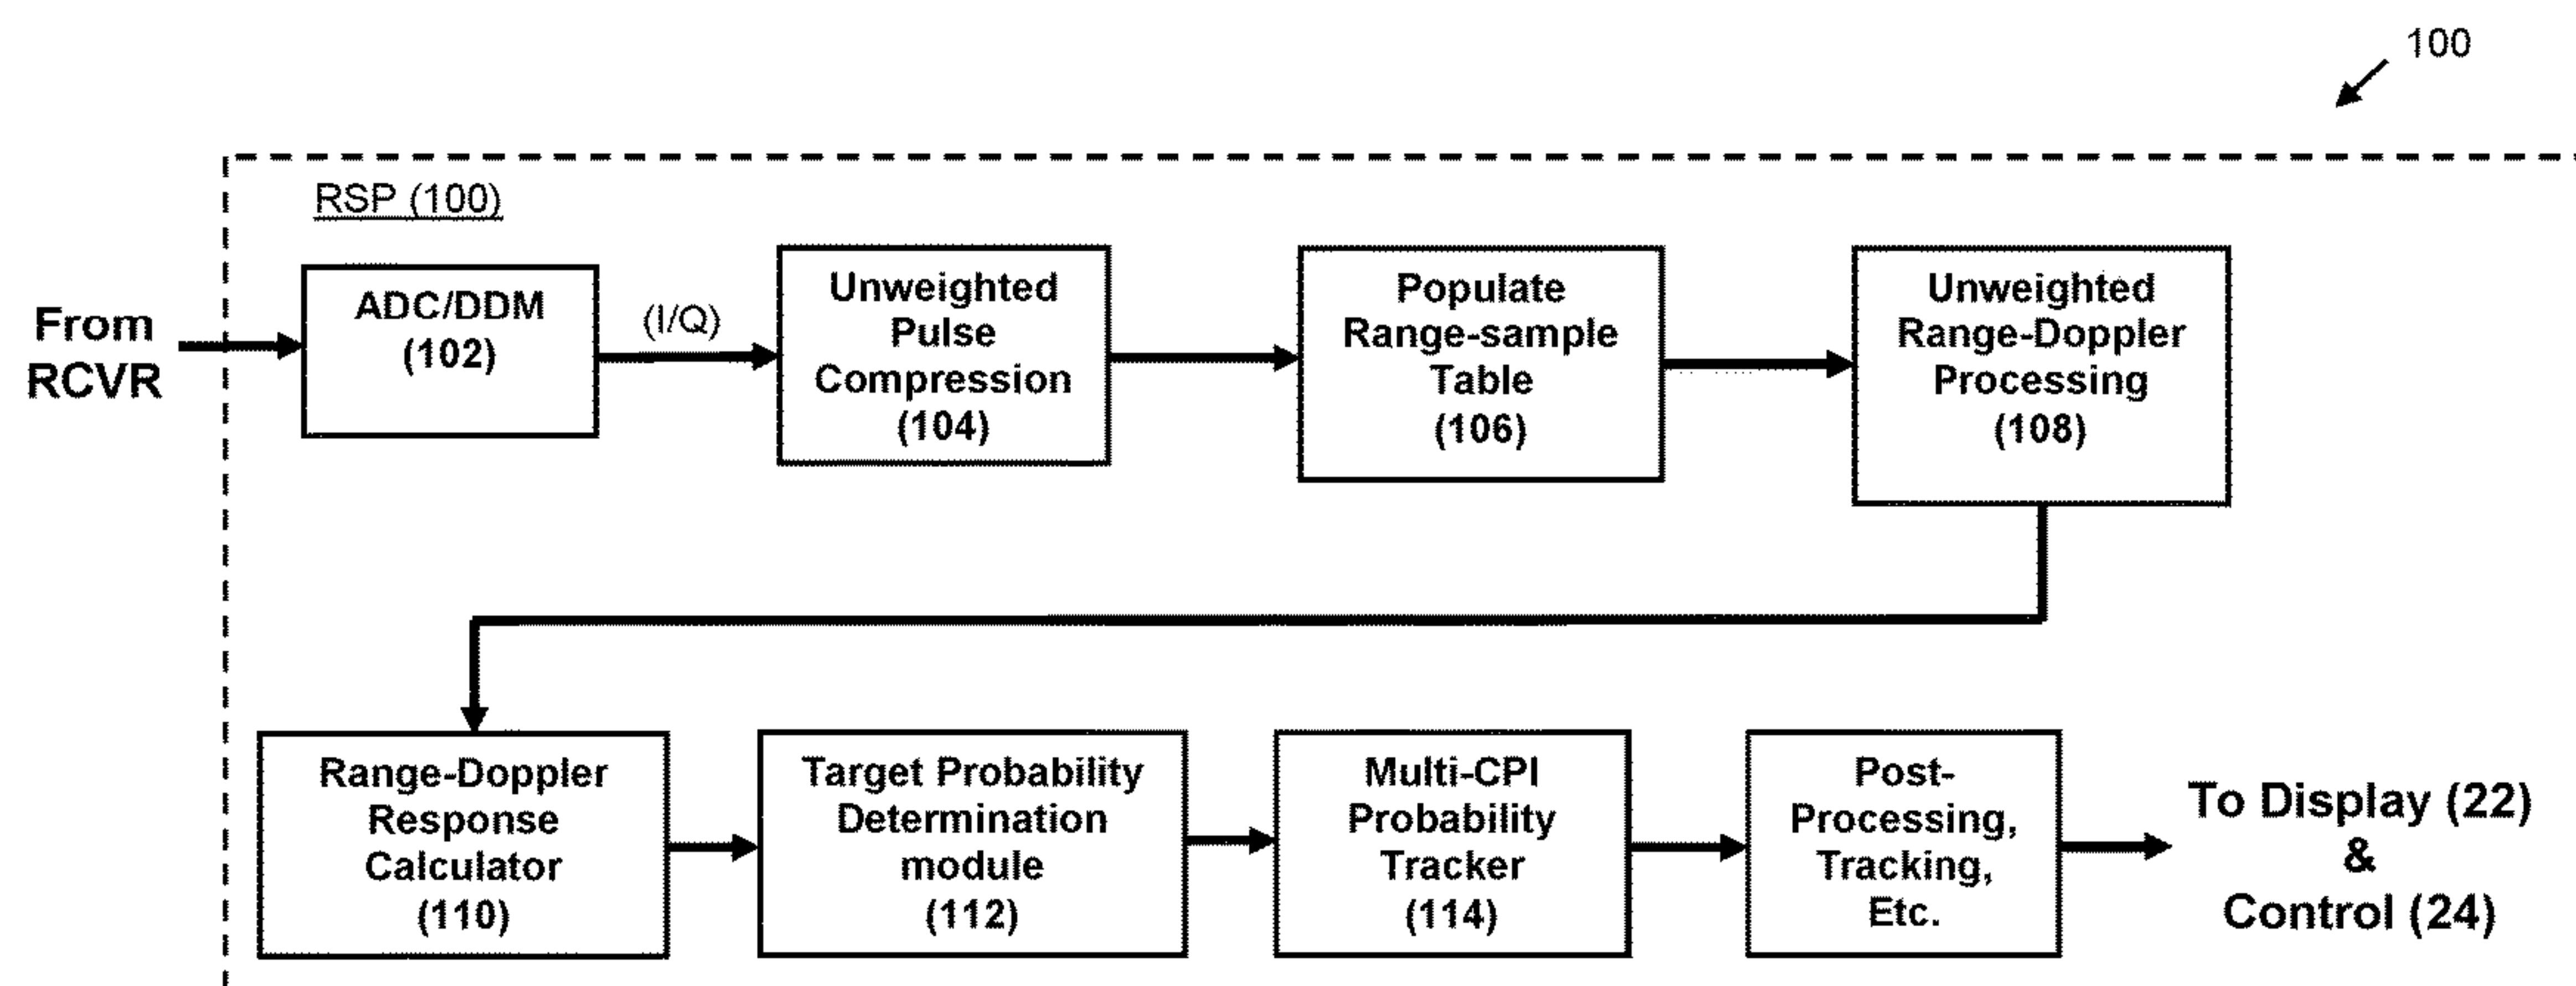 100
RSP (100)
From
RCVR
ADC/DDM
(102)
(I/Q)
Unweighted
Pulse
Compression
(104)
Populate
Range-sample
Table
(106)
Unweighted
Range-Doppler
Processing
(108)
Range-Doppler
Response
Calculator
(110)
Target Probability
Determination
module
(112)
Multi-CPI
Probability
Tracker
(114)
Post-
Processing,
Tracking,
Etc.
To Display (22)
&
Control (24)